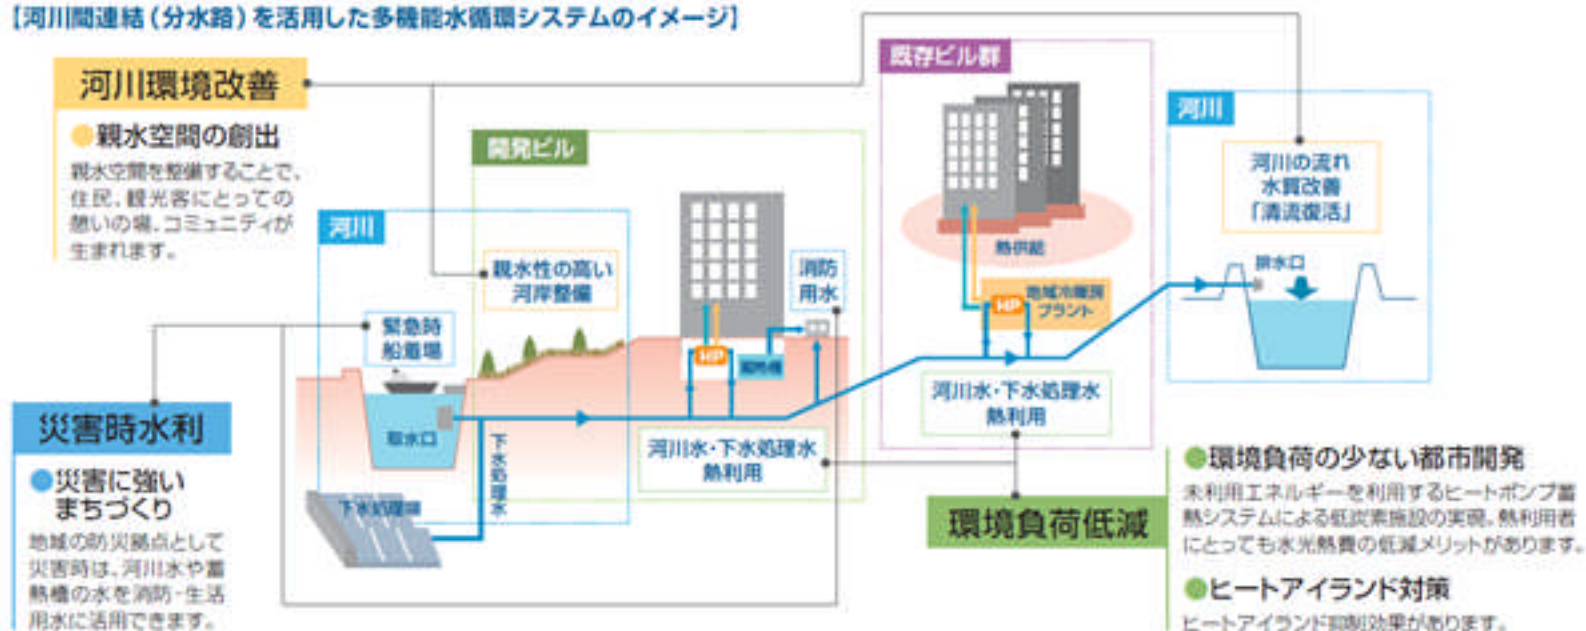 【河川間連結(分水路)を活用した多機能水循環システムのイメージ】
河川環境改善
●親水空間の創出
親水空間を整備することで、
住民、観光客にとっての
憩いの場、コミュニティが
生まれます。
開発ビル
河川
親水性の高い
河岸整備
緊急時
船着場
取水口
下水処理場
下水処理水
HP
蓄熱槽
消防
用水
河川水・下水処理水
熱利用
既存ビル群
熱供給
HP
地域冷暖房
プラント
河川水・下水処理水
熱利用
河川
河川の流れ
水質改善
「清流復活」
排水口
災害時水利
●災害に強い
まちづくり
地域の防災拠点として
災害時は、河川水や蓄
熱槽の水を消防・生活
用水に活用できます。
環境負荷低減
●環境負荷の少ない都市開発
未利用エネルギーを利用するヒートポンプ蓄
熱システムによる低炭素施設の実現。熱利用者
にとっても水光熱費の低減メリットがあります。
●ヒートアイランド対策
ヒートアイランド抑制効果があります。